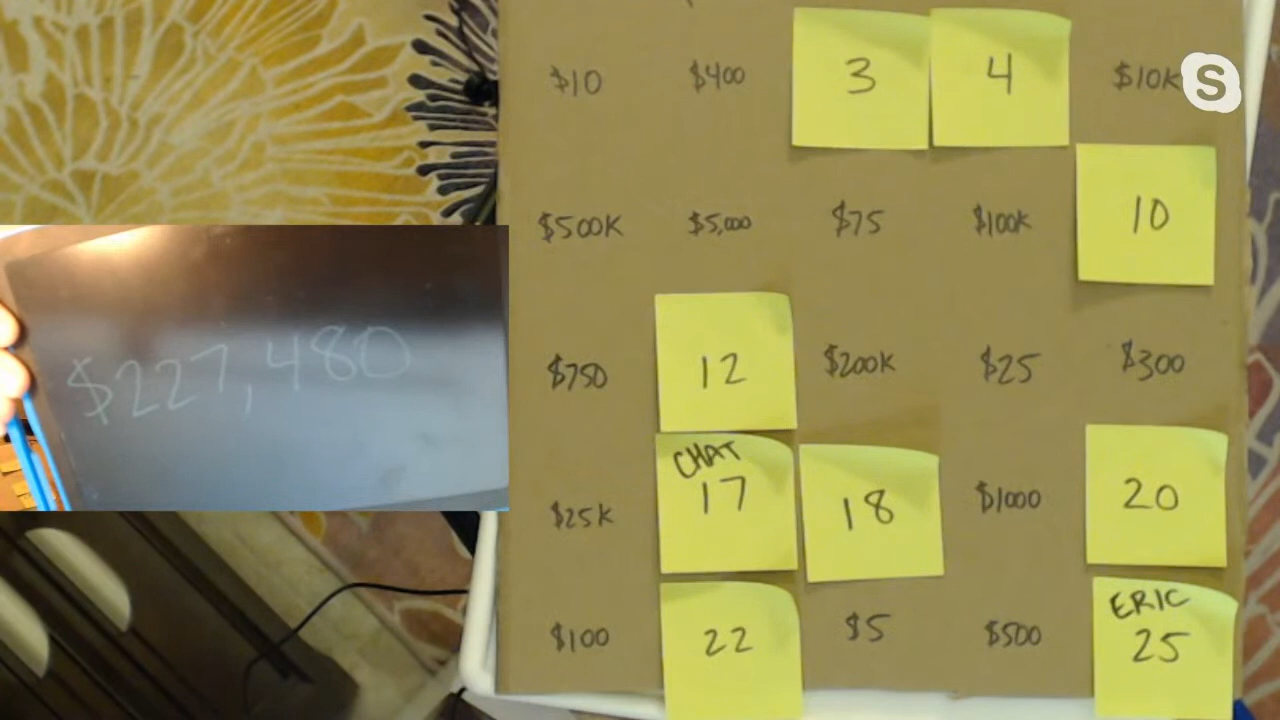 $10 $400 3 4 $10K
S
$500K $5,000 $75 $100K 10
$227,480
$750 12 $200K $25 $300
CHAT
$25K 17 18 $1000 20
ERIC
$100 22 $5 $500 25